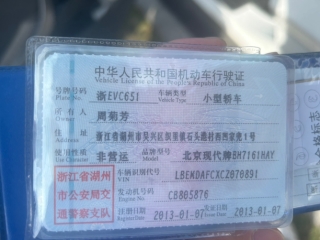 中华人民共和国机动车行驶证
Vehicle License of the People's Republic of China
号牌号码 浙EVC651 车辆类型 小型轿车
Plate No. Vehicle Type
所有人 周菊芳
Owner
住址
Address
使用性质 非营运 品牌型号 北京现代牌BH7161MAY
Use Character Model
浙江省湖州
市公安局交
通警察支队
车辆识别代号 LBEMDAFCXCZ070891
VIN
发动机号码 CB805876
Engine No.
注册日期 2013-01-07 发证日期 2013-01-07
Register Date Issue Date